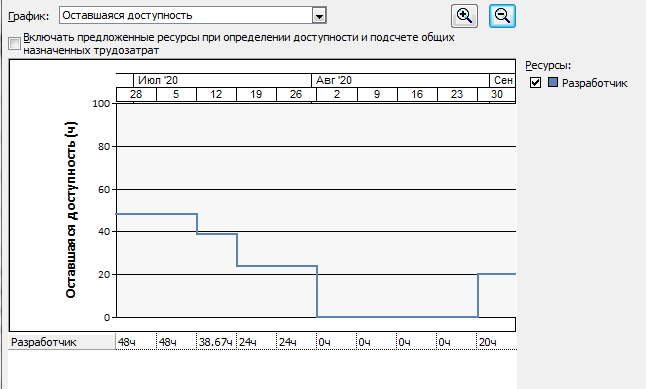 График: Оставшаяся доступность
Включать предложенные ресурсы при определении доступности и подсчете общих
назначенных трудозатрат
Ресурсы:
Разработчик
Июл '20 Авг '20 Сен
28 5 12 19 26 2 9 16 23 30
100
80
60
40
20
0
Оставшаяся доступность (ч)
Разработчик 48ч 48ч 38.67ч 24ч 24ч 0ч 0ч 0ч 0ч 20ч